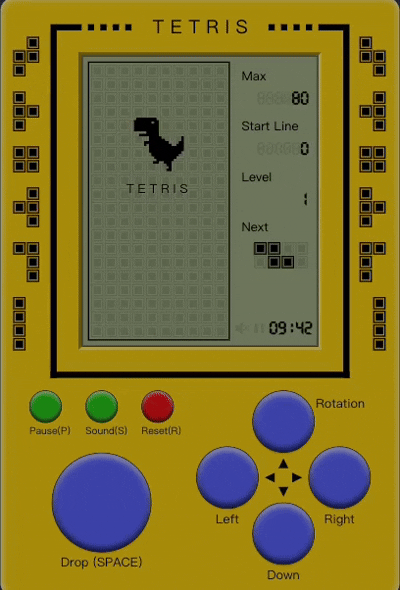 TETRIS
Max
80
Start Line
0
TETRIS
Level
1
Next
09:42
Rotation
Pause(P) Sound(S) Reset(R)
Left Right
Drop (SPACE)
Down